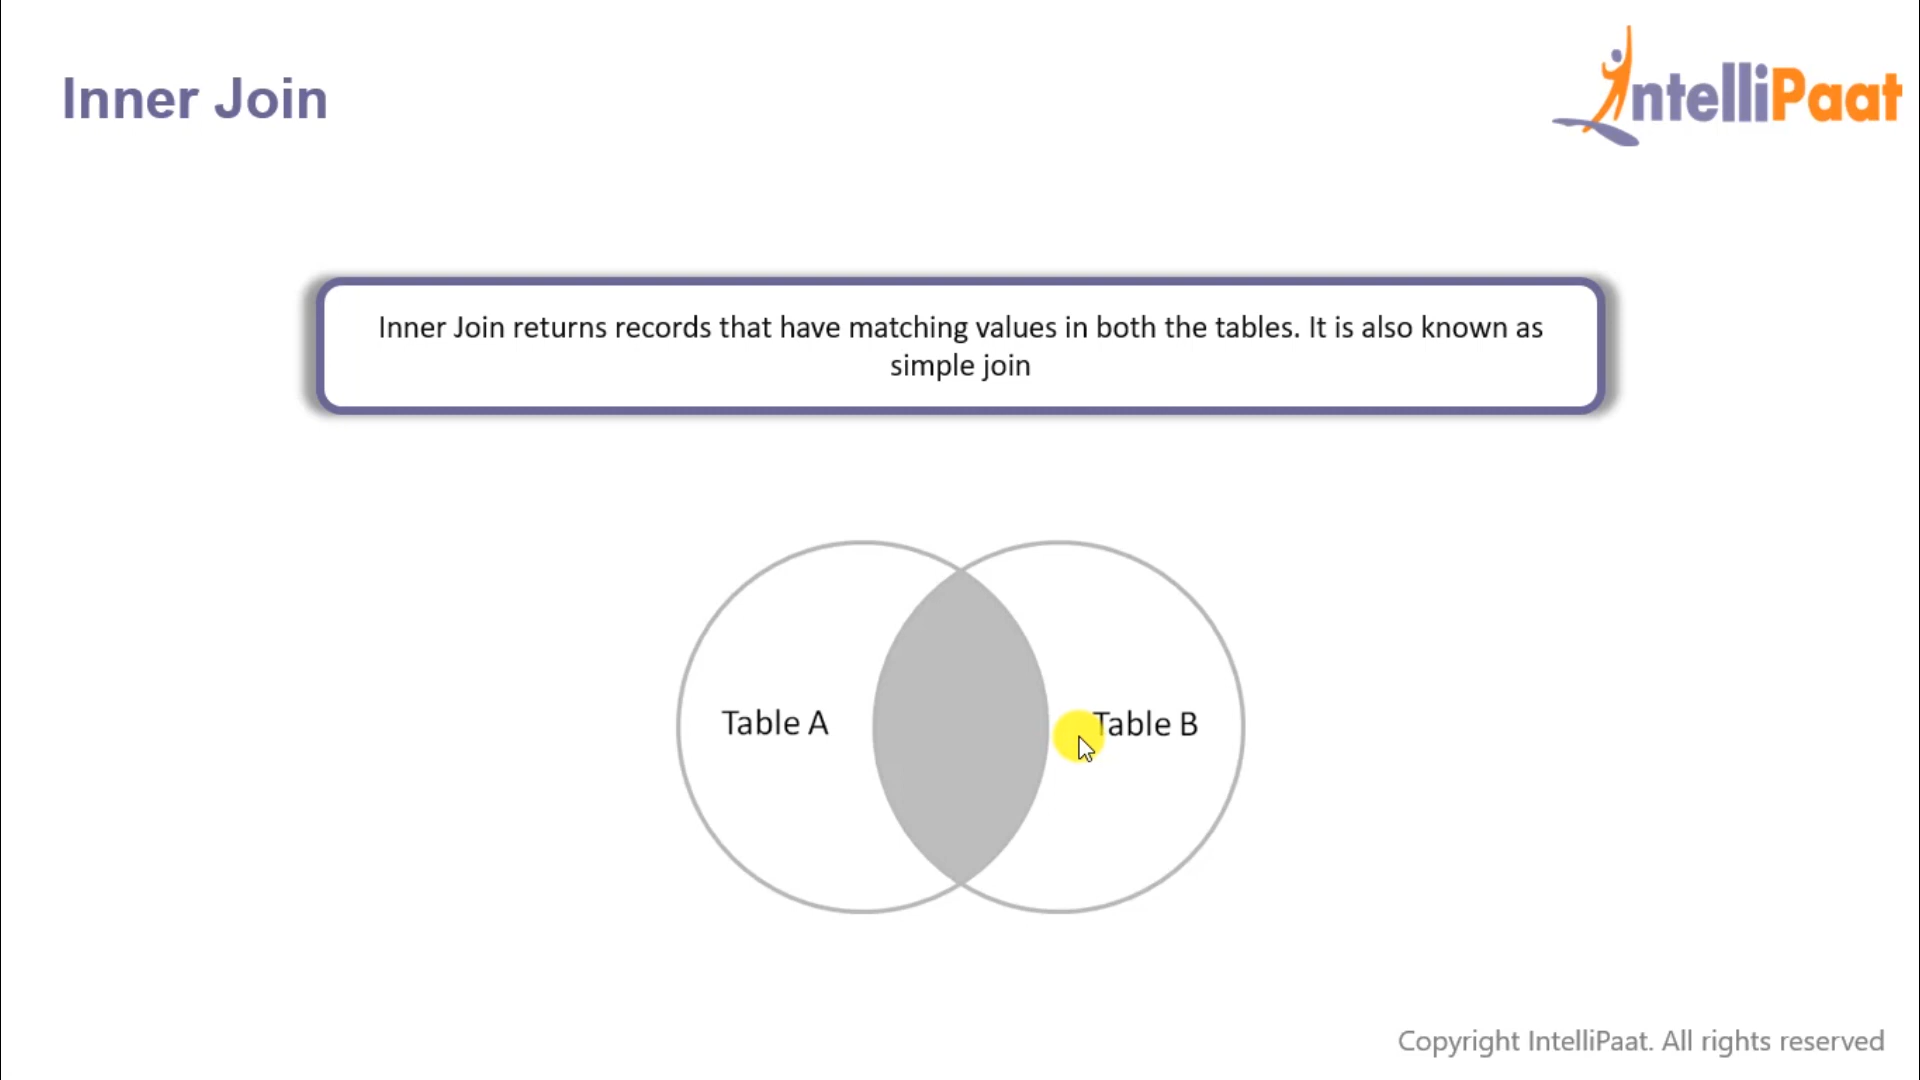 Inner Join
IntelliPaat
Inner Join returns records that have matching values in both the tables. It is also known as
simple join
Table A
Table B
Copyright IntelliPaat. All rights reserved